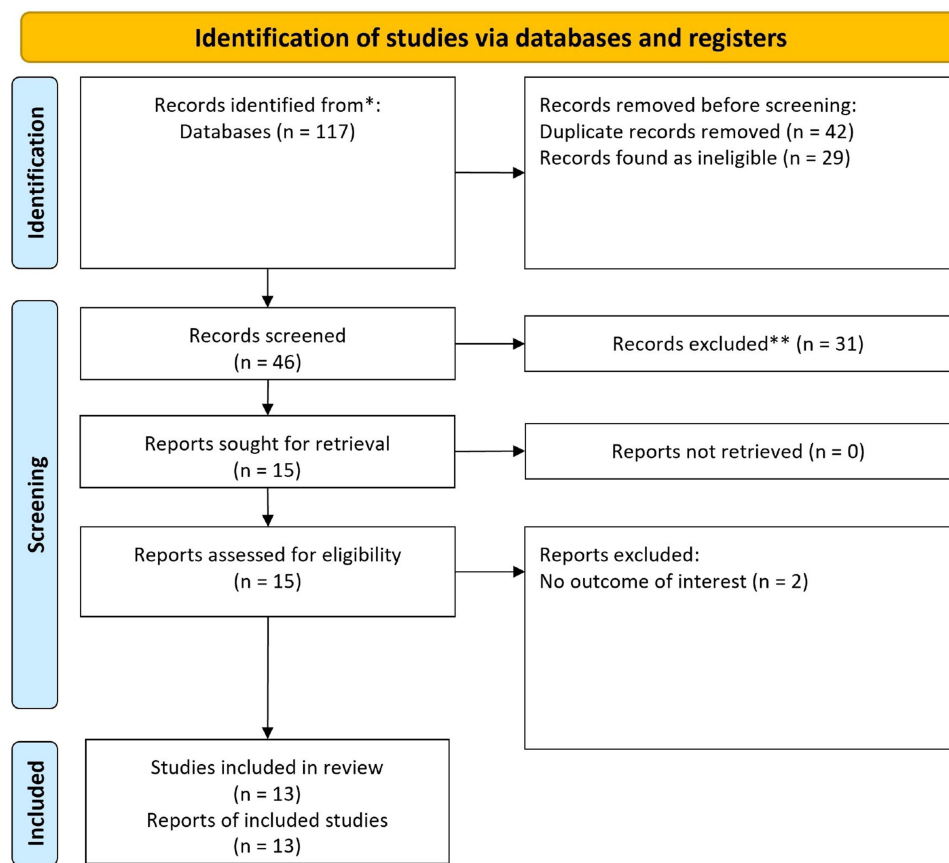 Identification of studies via databases and registers
Identification
Records identified from*:
Databases (n = 117)
Records removed before screening:
Duplicate records removed (n = 42)
Records found as ineligible (n = 29)
Screening
Records screened
(n = 46)
Records excluded** (n = 31)
Reports sought for retrieval
(n = 15)
Reports not retrieved (n = 0)
Reports assessed for eligibility
(n = 15)
Reports excluded:
No outcome of interest (n = 2)
Included
Studies included in review
(n = 13)
Reports of included studies
(n = 13)